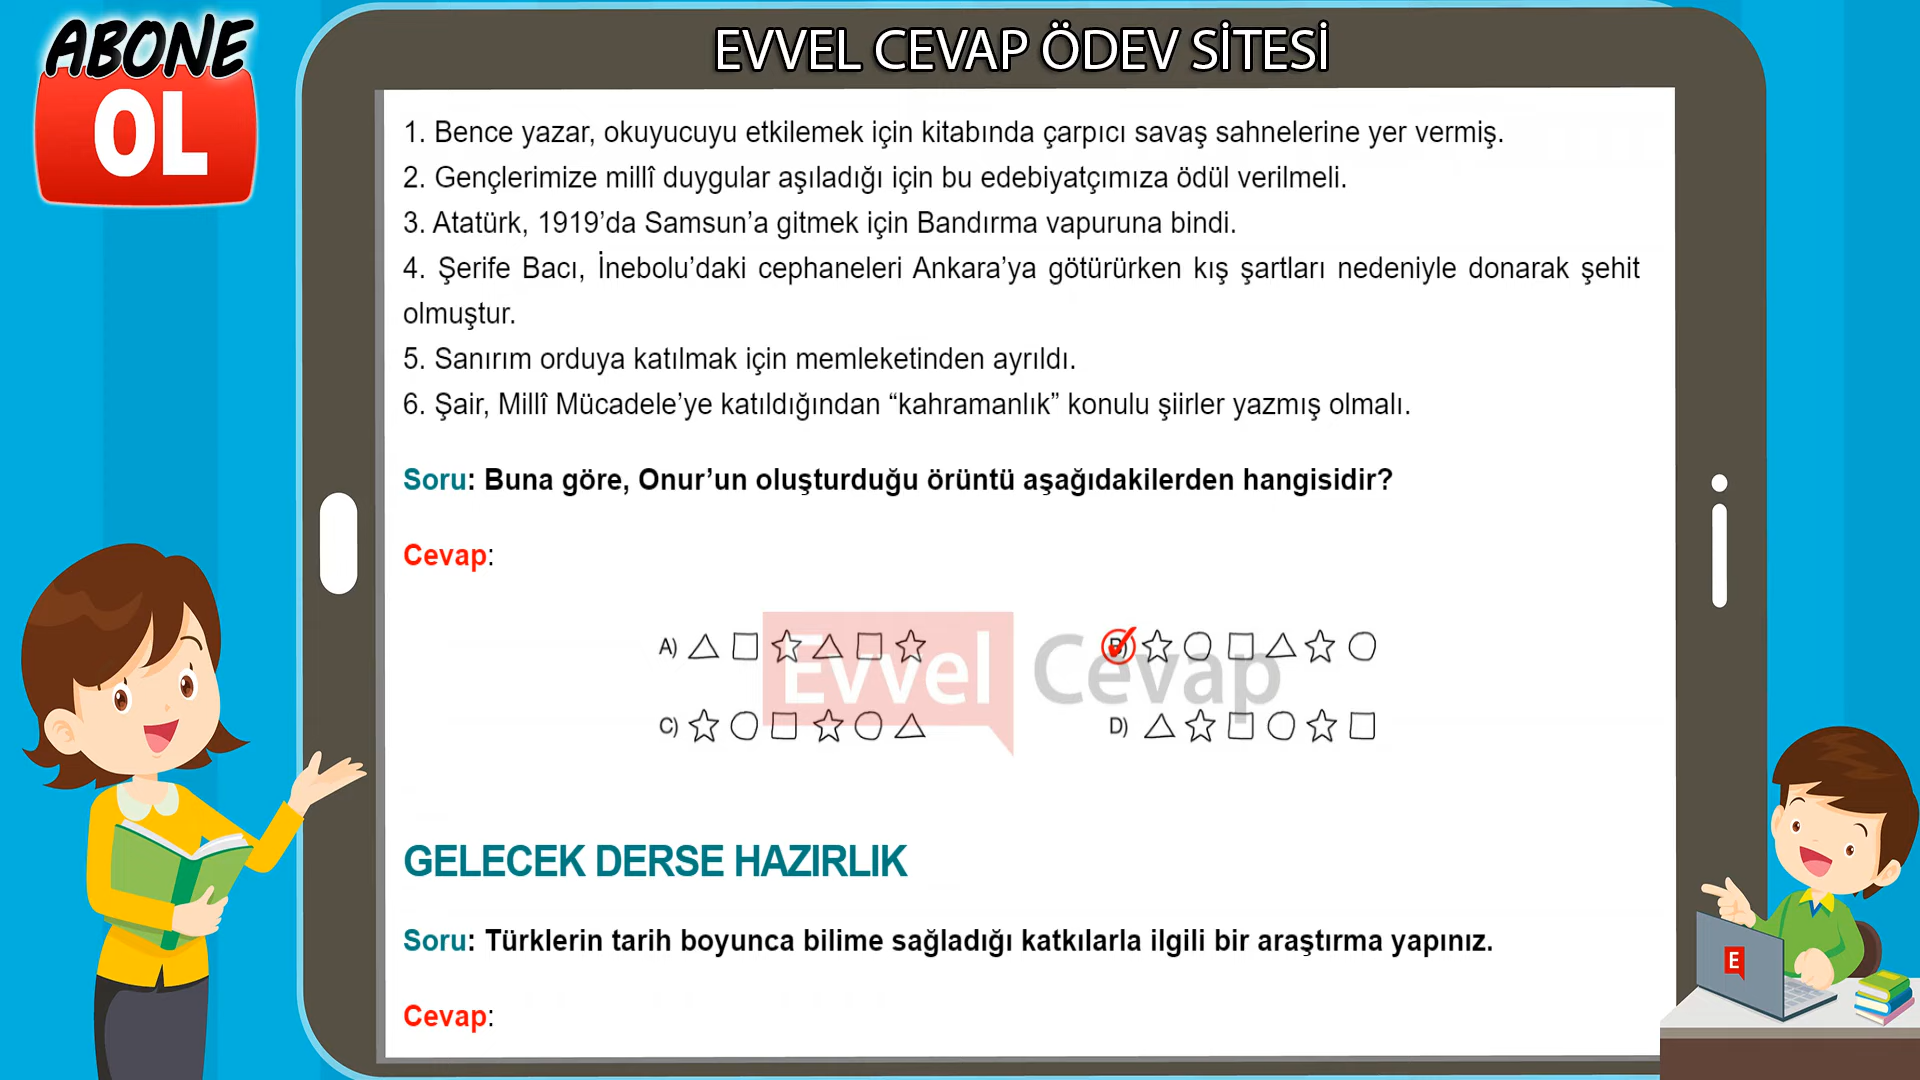 ABONE
OL
EVVEL CEVAP ÖDEV SİTESİ
1. Bence yazar, okuyucuyu etkilemek için kitabında çarpıcı savaş sahnelerine yer vermiş.
2. Gençlerimize millî duygular aşıladığı için bu edebiyatçımıza ödül verilmeli.
3. Atatürk, 1919’da Samsun’a gitmek için Bandırma vapuruna bindi.
4. Şerife Bacı, İnebolu’daki cephaneleri Ankara’ya götürürken kış şartları nedeniyle donarak şehit
olmuştur.
5. Sanırım orduya katılmak için memleketinden ayrıldı.
6. Şair, Millî Mücadele’ye katıldığından “kahramanlık” konulu şiirler yazmış olmalı.
Soru: Buna göre, Onur’un oluşturduğu örüntü aşağıdakilerden hangisidir?
Cevap:
A)
B)
Evvel Cevap
C)
D)
GELECEK DERSE HAZIRLIK
Soru: Türklerin tarih boyunca bilime sağladığı katkılarla ilgili bir araştırma yapınız.
Cevap:
E